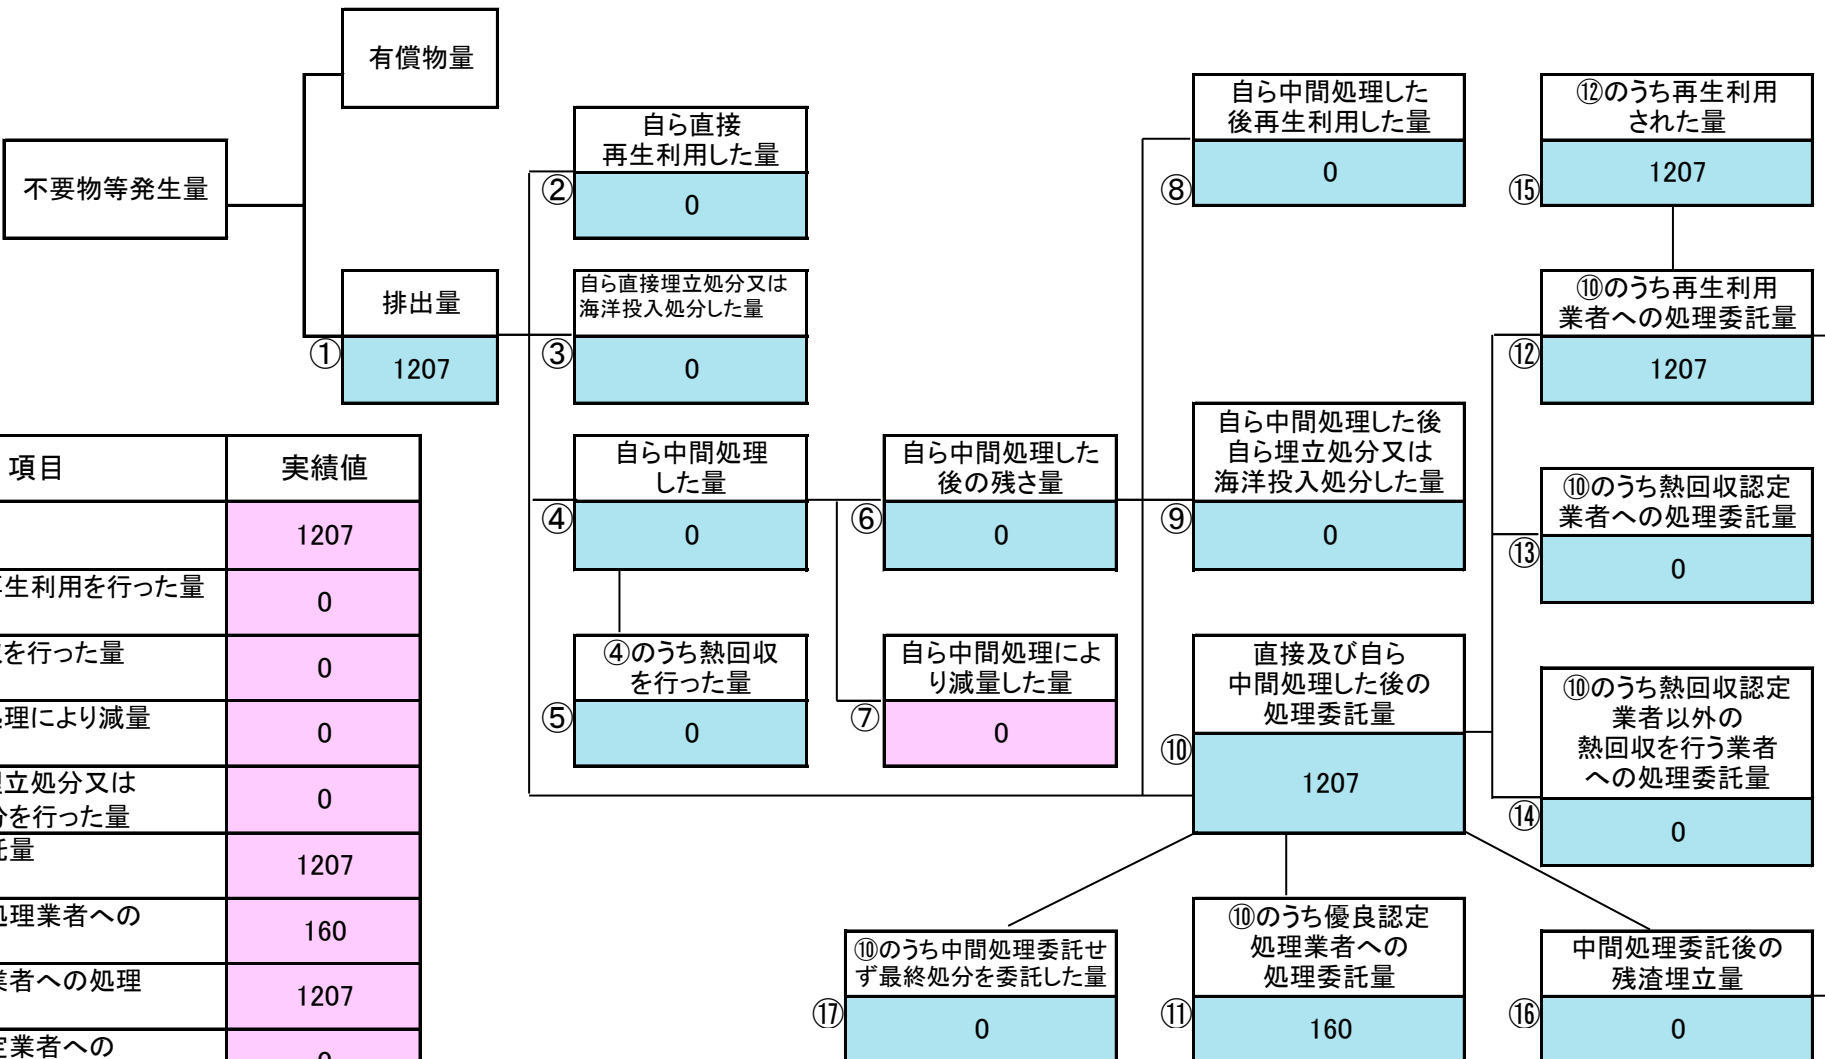 有償物量
不要物等発生量
排出量
①
1207
自ら直接
再生利用した量
②
0
自ら直接埋立処分又は
海洋投入処分した量
③
0
自ら中間処理
した量
④
0
④のうち熱回収
を行った量
⑤
0
自ら中間処理した
後の残さ量
⑥
0
自ら中間処理によ
り減量した量
⑦
0
自ら中間処理した
後再生利用した量
⑧
0
自ら中間処理した後
自ら埋立処分又は
海洋投入処分した量
⑨
0
直接及び自ら
中間処理した後の
処理委託量
⑩
1207
⑫のうち再生利用
された量
⑮
1207
⑩のうち再生利用
業者への処理委託量
⑫
1207
⑩のうち熱回収認定
業者への処理委託量
⑬
0
⑩のうち熱回収認定
業者以外の
熱回収を行う業者
への処理委託量
⑭
0
⑩のうち中間処理委託せ
ず最終処分を委託した量
⑰
0
⑩のうち優良認定
処理業者への
処理委託量
⑪
160
中間処理委託後の
残渣埋立量
⑯
0
項目 実績値
1207
生利用を行った量
0
を行った量
0
理により減量
0
立処分又は
を行った量
0
量
1207
処理業者への
160
業者への処理
1207
業者への
0